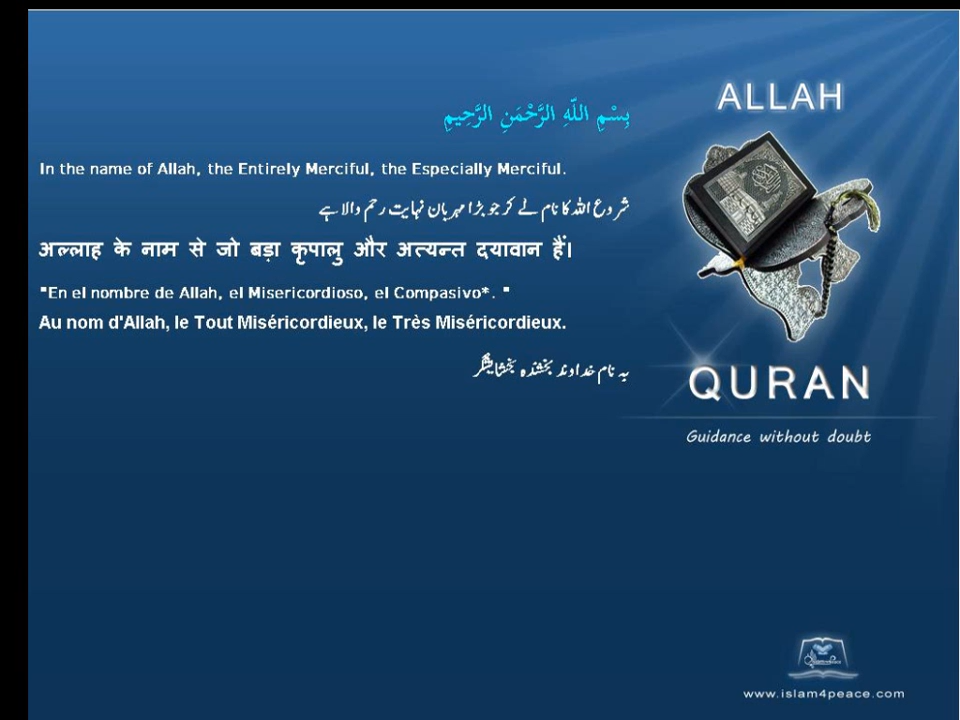 بِسْمِ اللَّهِ الرَّحْمَنِ الرَّحِيمِ
In the name of Allah, the Entirely Merciful, the Especially Merciful.
شروع الله کا نام لے کر جو بڑا مہربان نہایت رحم والا ہے
अल्लाह के नाम से जो बड़ा कृपालु और अत्यन्त दयावान हैं।
"En el nombre de Allah, el Misericordioso, el Compasivo*. "
Au nom d'Allah, le Tout Miséricordieux, le Très Miséricordieux.
به نام خداوند بخشنده بخشایشگر
ALLAH
QURAN
Guidance without doubt
www.islam4peace.com